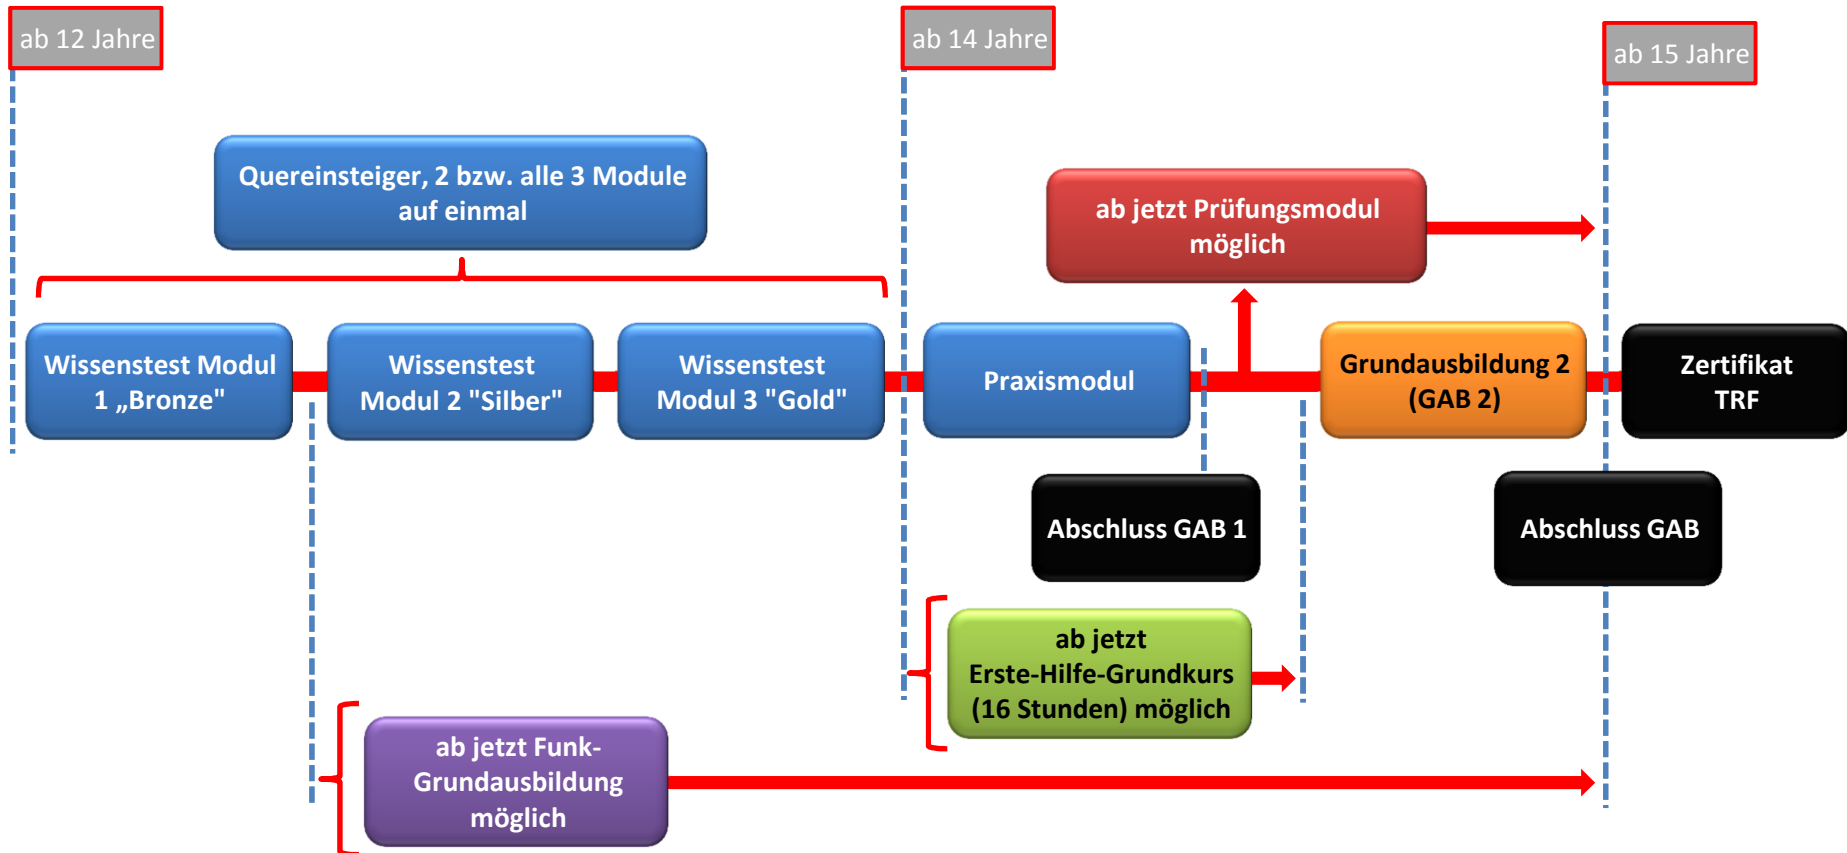 ab 12 Jahre
ab 14 Jahre
ab 15 Jahre
Quereinsteiger, 2 bzw. alle 3 Module
auf einmal
ab jetzt Prüfungsmodul
möglich
Wissenstest Modul
1 „Bronze"
Wissenstest
Modul 2 "Silber"
Wissenstest
Modul 3 "Gold"
Praxismodul
Grundausbildung 2
(GAB 2)
Zertifikat
TRF
Abschluss GAB 1
Abschluss GAB
ab jetzt
Erste-Hilfe-Grundkurs
(16 Stunden) möglich
ab jetzt Funk-
Grundausbildung
möglich